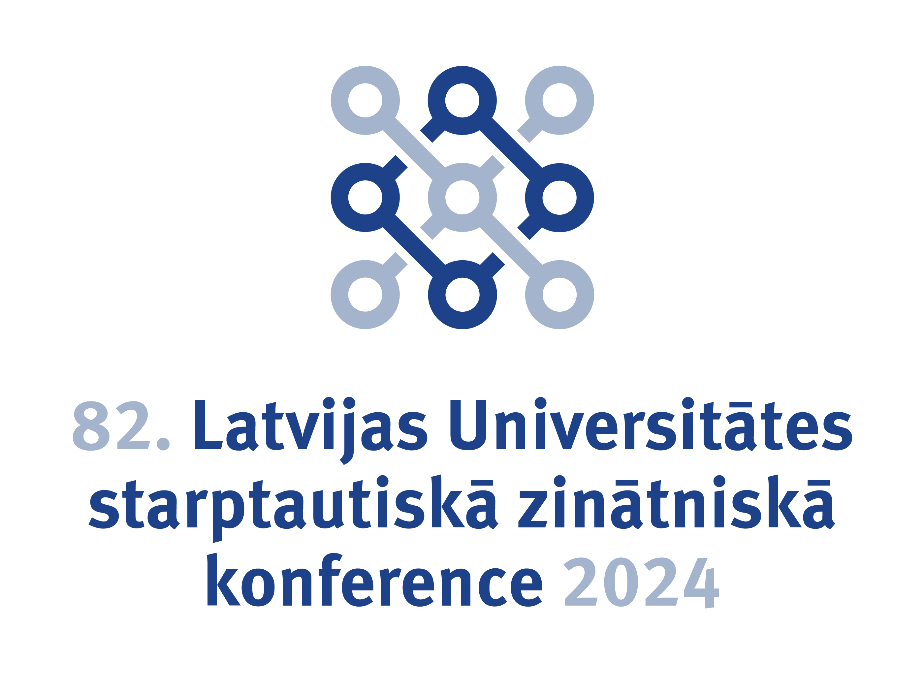 82. Latvijas Universitātes
starptautiskā zinātniskā
konference 2024